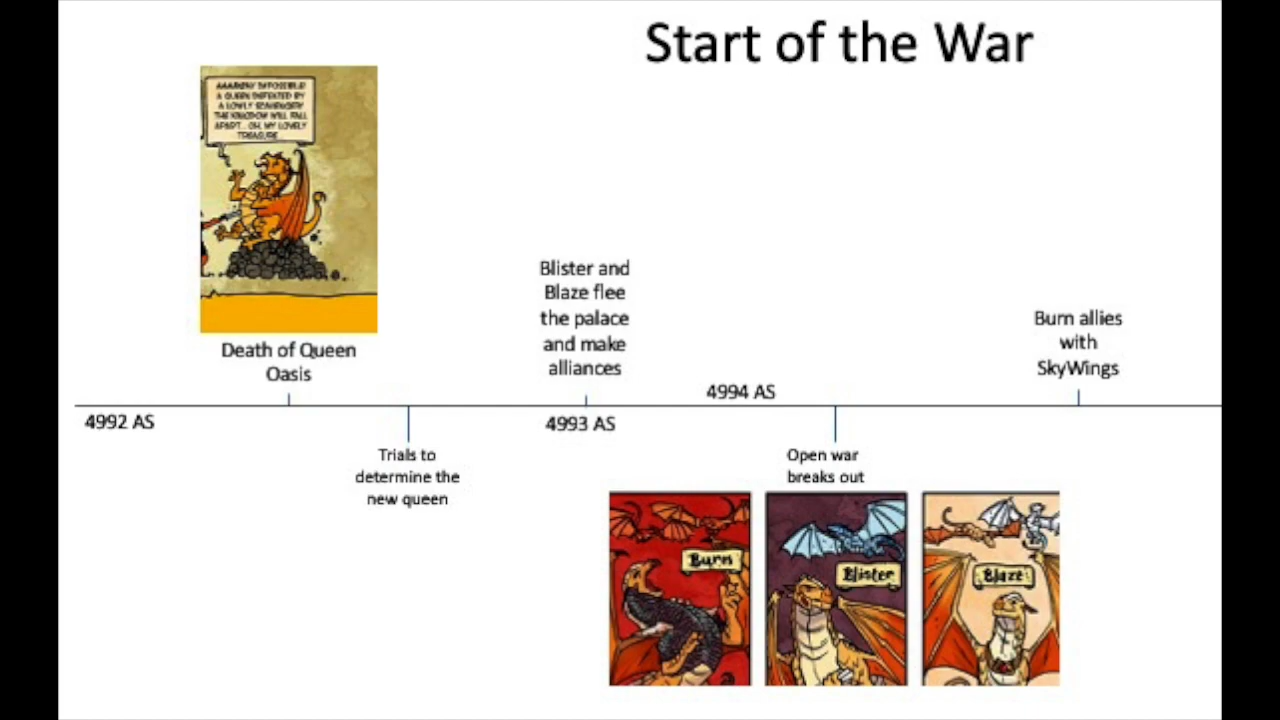 Start of the War
AAARGH! IMPOSSIBLE!
A QUEEN DEFEATED BY
A LOWLY SCAVENGER!
THE KINGDOM WILL FALL
APART... OH, MY LOVELY
TREASURE...
Death of Queen
Oasis
Blister and
Blaze flee
the palace
and make
alliances
Burn allies
with
SkyWings
4992 AS
4993 AS
4994 AS
Trials to
determine the
new queen
Open war
breaks out
Burn
Blister
Blaze